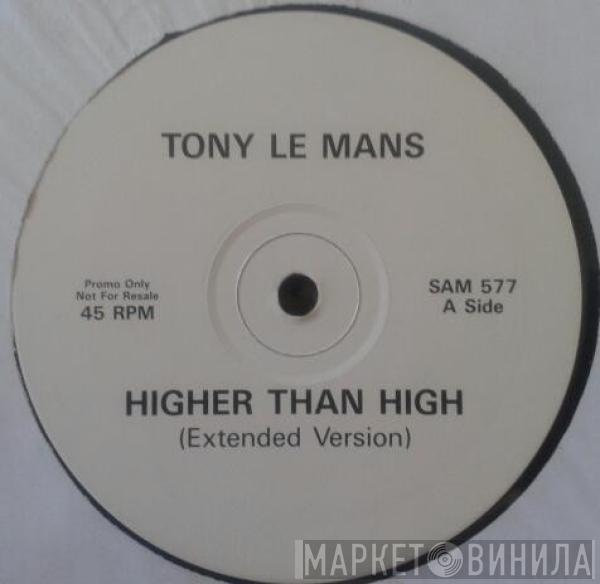 TONY LE MANS
Promo Only
Not For Resale
45 RPM
SAM 577
A Side
HIGHER THAN HIGH
(Extended Version)
МАРКЕТ ВИНИЛА